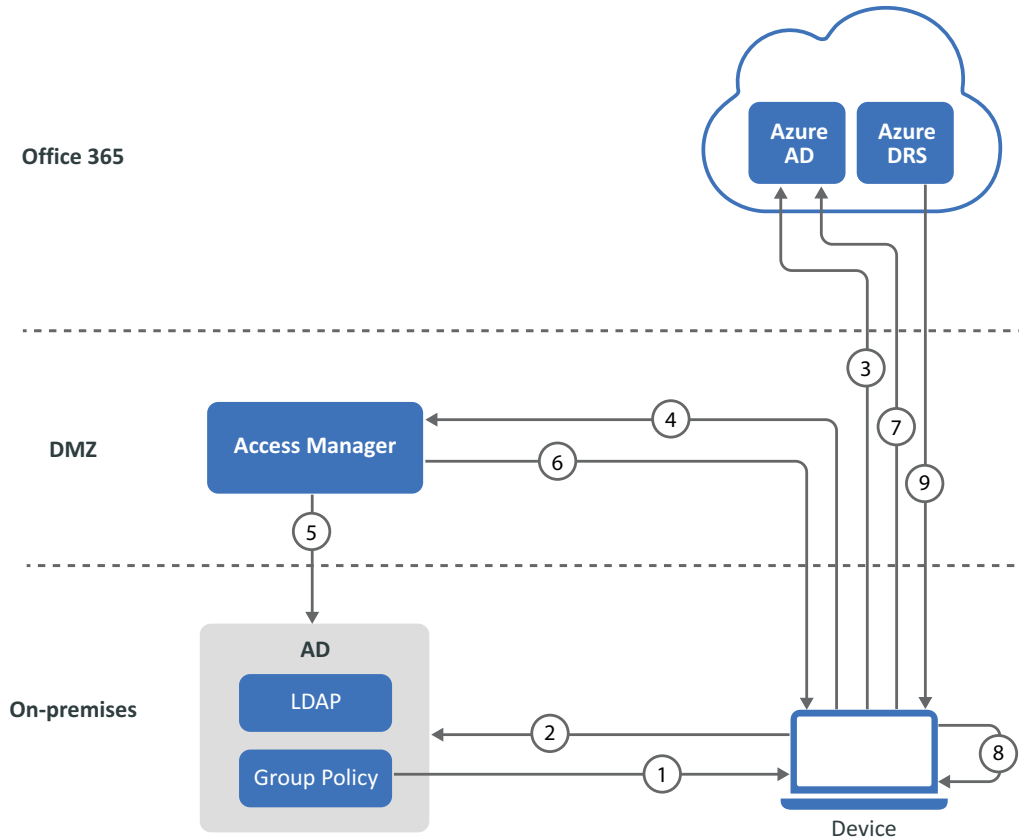 Azure
AD
Azure
DRS
Office 365
3
4
7
DMZ
Access Manager
6
9
5
AD
LDAP
On-premises
2
8
Group Policy
1
Device